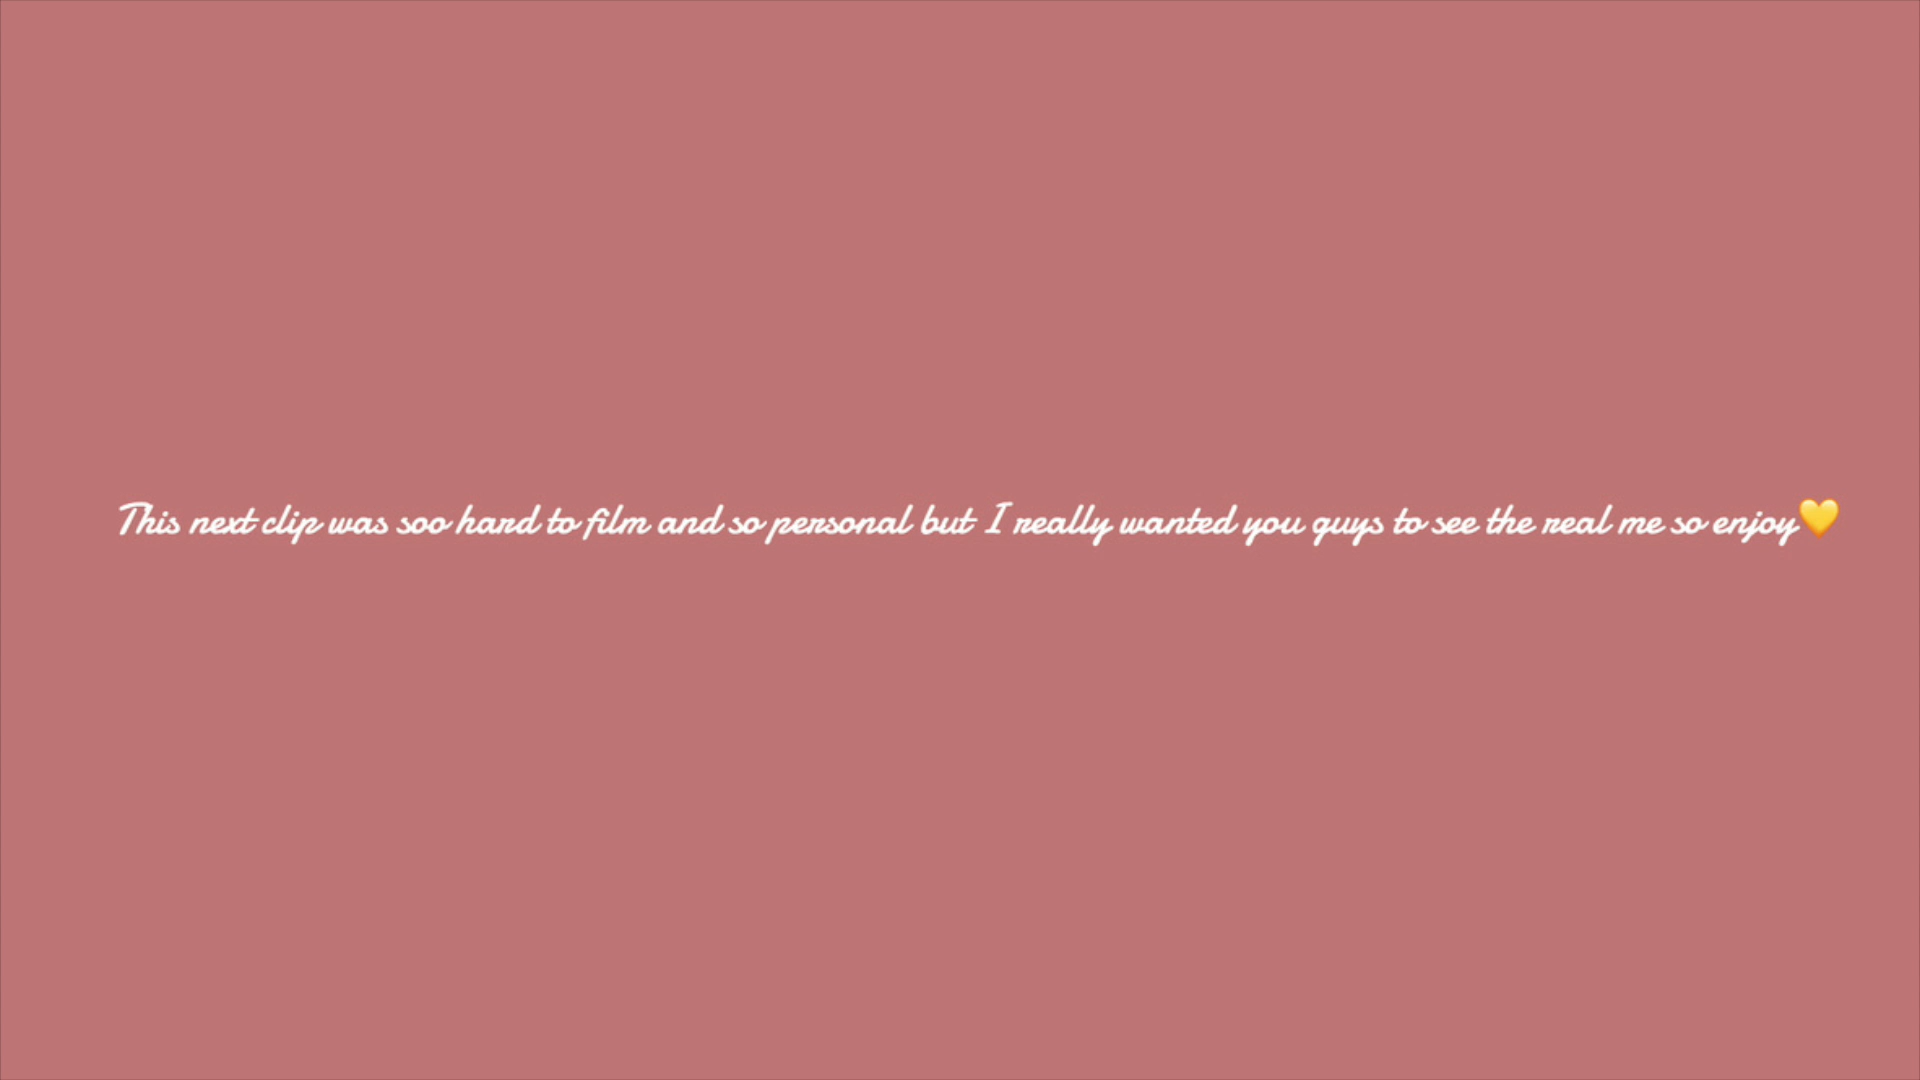 This next clip was soo hard to film and so personal but I really wanted you guys to see the real me so enjoy💛